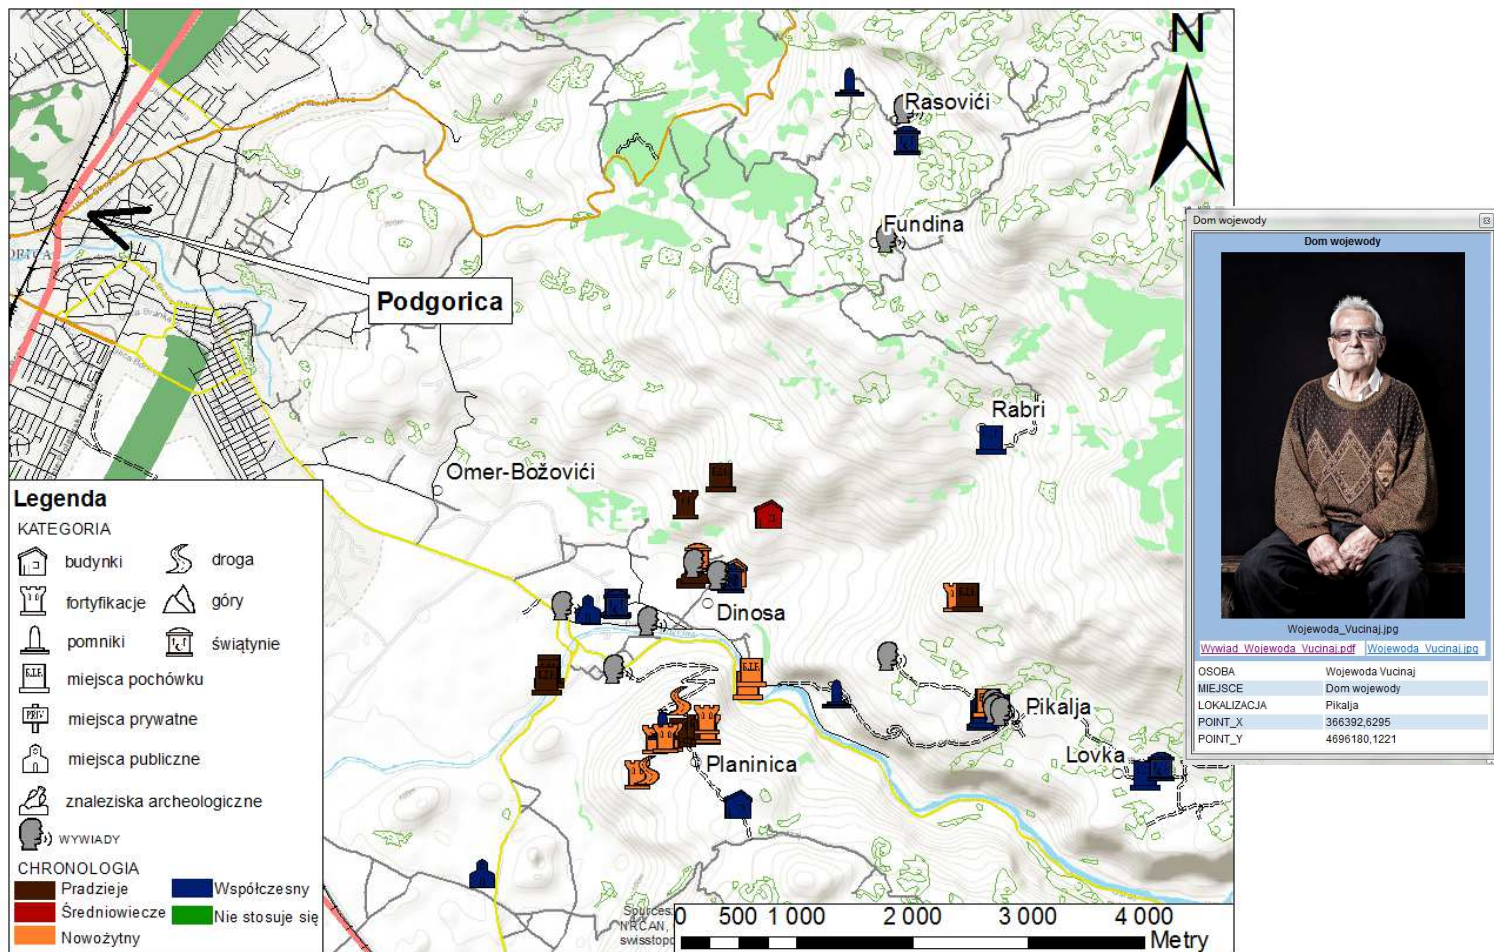 N
Rasovići
Fundina
Podgorica
Rabri
Omer-Božovići
Dinosa
Pikalja
Lovka
Planinica
Legenda
KATEGORIA
budynki
droga
fortyfikacje
góry
pomniki
świątynie
miejsca pochówku
miejsca prywatne
miejsca publiczne
znaleziska archeologiczne
WYWIADY
CHRONOLOGIA
Pradzieje
Współczesny
Średniowiecze
Nie stosuje się
Nowożytny
Sources:
NRCAN,
0 500 1 000 2 000 3 000 4 000
Metry
Dom wojewody
Dom wojewody
Wojewoda_Vucinaj.jpg
Wywiad_Wojewoda_Vucinaj.pdf Wojewoda_Vucinaj.jpg
OSOBA Wojewoda Vucinaj
MIEJSCE Dom wojewody
LOKALIZACJA Pikalja
POINT_X 366392,6295
POINT_Y 4696180,1221